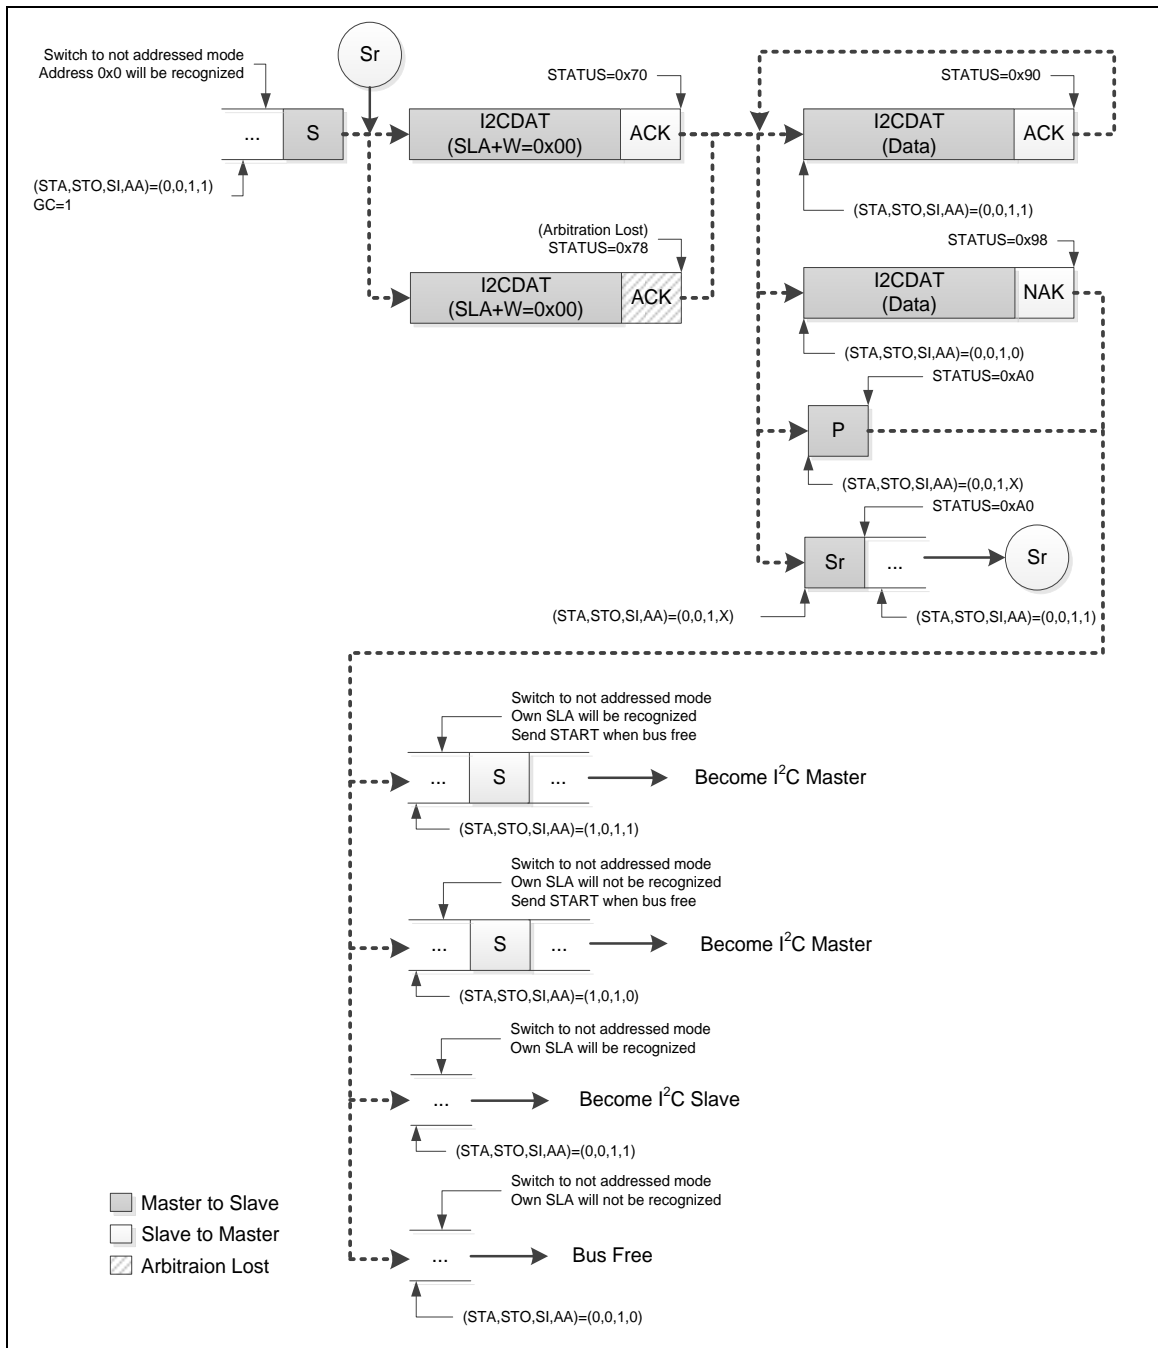 Switch to not addressed mode
Address 0x0 will be recognized
Sr
STATUS=0x70
STATUS=0x90
...
S
I2CDAT
(SLA+W=0x00)
ACK
I2CDAT
(Data)
ACK
(STA,STO,SI,AA)=(0,0,1,1)
GC=1
(STA,STO,SI,AA)=(0,0,1,1)
(Arbitration Lost)
STATUS=0x78
STATUS=0x98
I2CDAT
(SLA+W=0x00)
ACK
I2CDAT
(Data)
NAK
(STA,STO,SI,AA)=(0,0,1,0)
STATUS=0xA0
P
(STA,STO,SI,AA)=(0,0,1,X)
STATUS=0xA0
Sr
...
Sr
(STA,STO,SI,AA)=(0,0,1,X)
(STA,STO,SI,AA)=(0,0,1,1)
Switch to not addressed mode
Own SLA will be recognized
Send START when bus free
...
S
...
Become I²C Master
(STA,STO,SI,AA)=(1,0,1,1)
Switch to not addressed mode
Own SLA will not be recognized
Send START when bus free
...
S
...
Become I²C Master
(STA,STO,SI,AA)=(1,0,1,0)
Switch to not addressed mode
Own SLA will be recognized
...
Become I²C Slave
(STA,STO,SI,AA)=(0,0,1,1)
Switch to not addressed mode
Own SLA will not be recognized
...
Bus Free
(STA,STO,SI,AA)=(0,0,1,0)
Master to Slave
Slave to Master
Arbitraion Lost